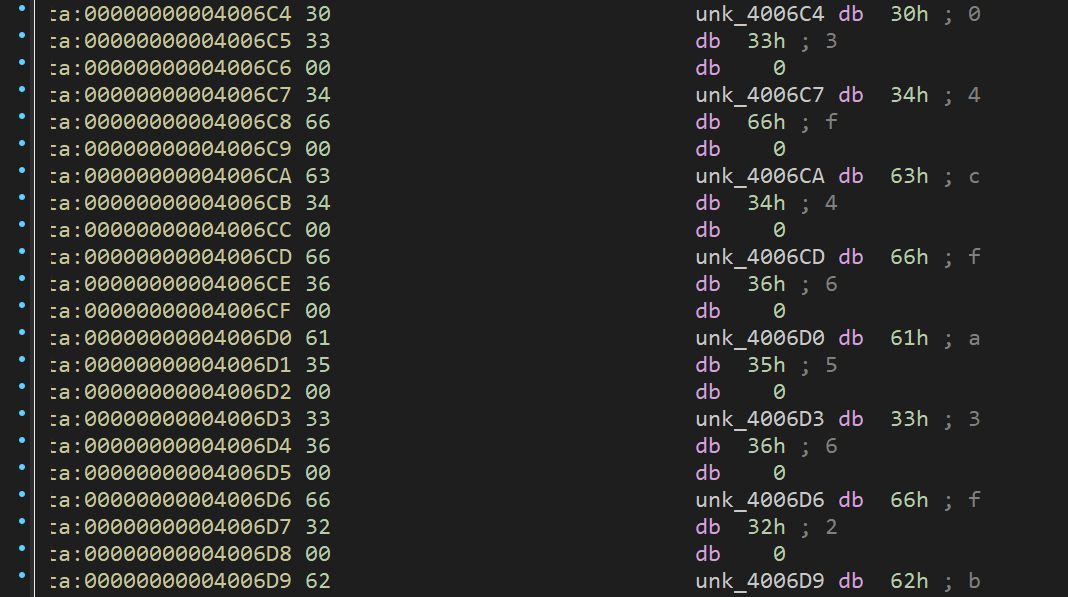 :a:00000000004006C4 30 unk_4006C4 db 30h ; 0
:a:00000000004006C5 33 db 33h ; 3
:a:00000000004006C6 00 db 0
:a:00000000004006C7 34 unk_4006C7 db 34h ; 4
:a:00000000004006C8 66 db 66h ; f
:a:00000000004006C9 00 db 0
:a:00000000004006CA 63 unk_4006CA db 63h ; c
:a:00000000004006CB 34 db 34h ; 4
:a:00000000004006CC 00 db 0
:a:00000000004006CD 66 unk_4006CD db 66h ; f
:a:00000000004006CE 36 db 36h ; 6
:a:00000000004006CF 00 db 0
:a:00000000004006D0 61 unk_4006D0 db 61h ; a
:a:00000000004006D1 35 db 35h ; 5
:a:00000000004006D2 00 db 0
:a:00000000004006D3 33 unk_4006D3 db 33h ; 3
:a:00000000004006D4 36 db 36h ; 6
:a:00000000004006D5 00 db 0
:a:00000000004006D6 66 unk_4006D6 db 66h ; f
:a:00000000004006D7 32 db 32h ; 2
:a:00000000004006D8 00 db 0
:a:00000000004006D9 62 unk_4006D9 db 62h ; b